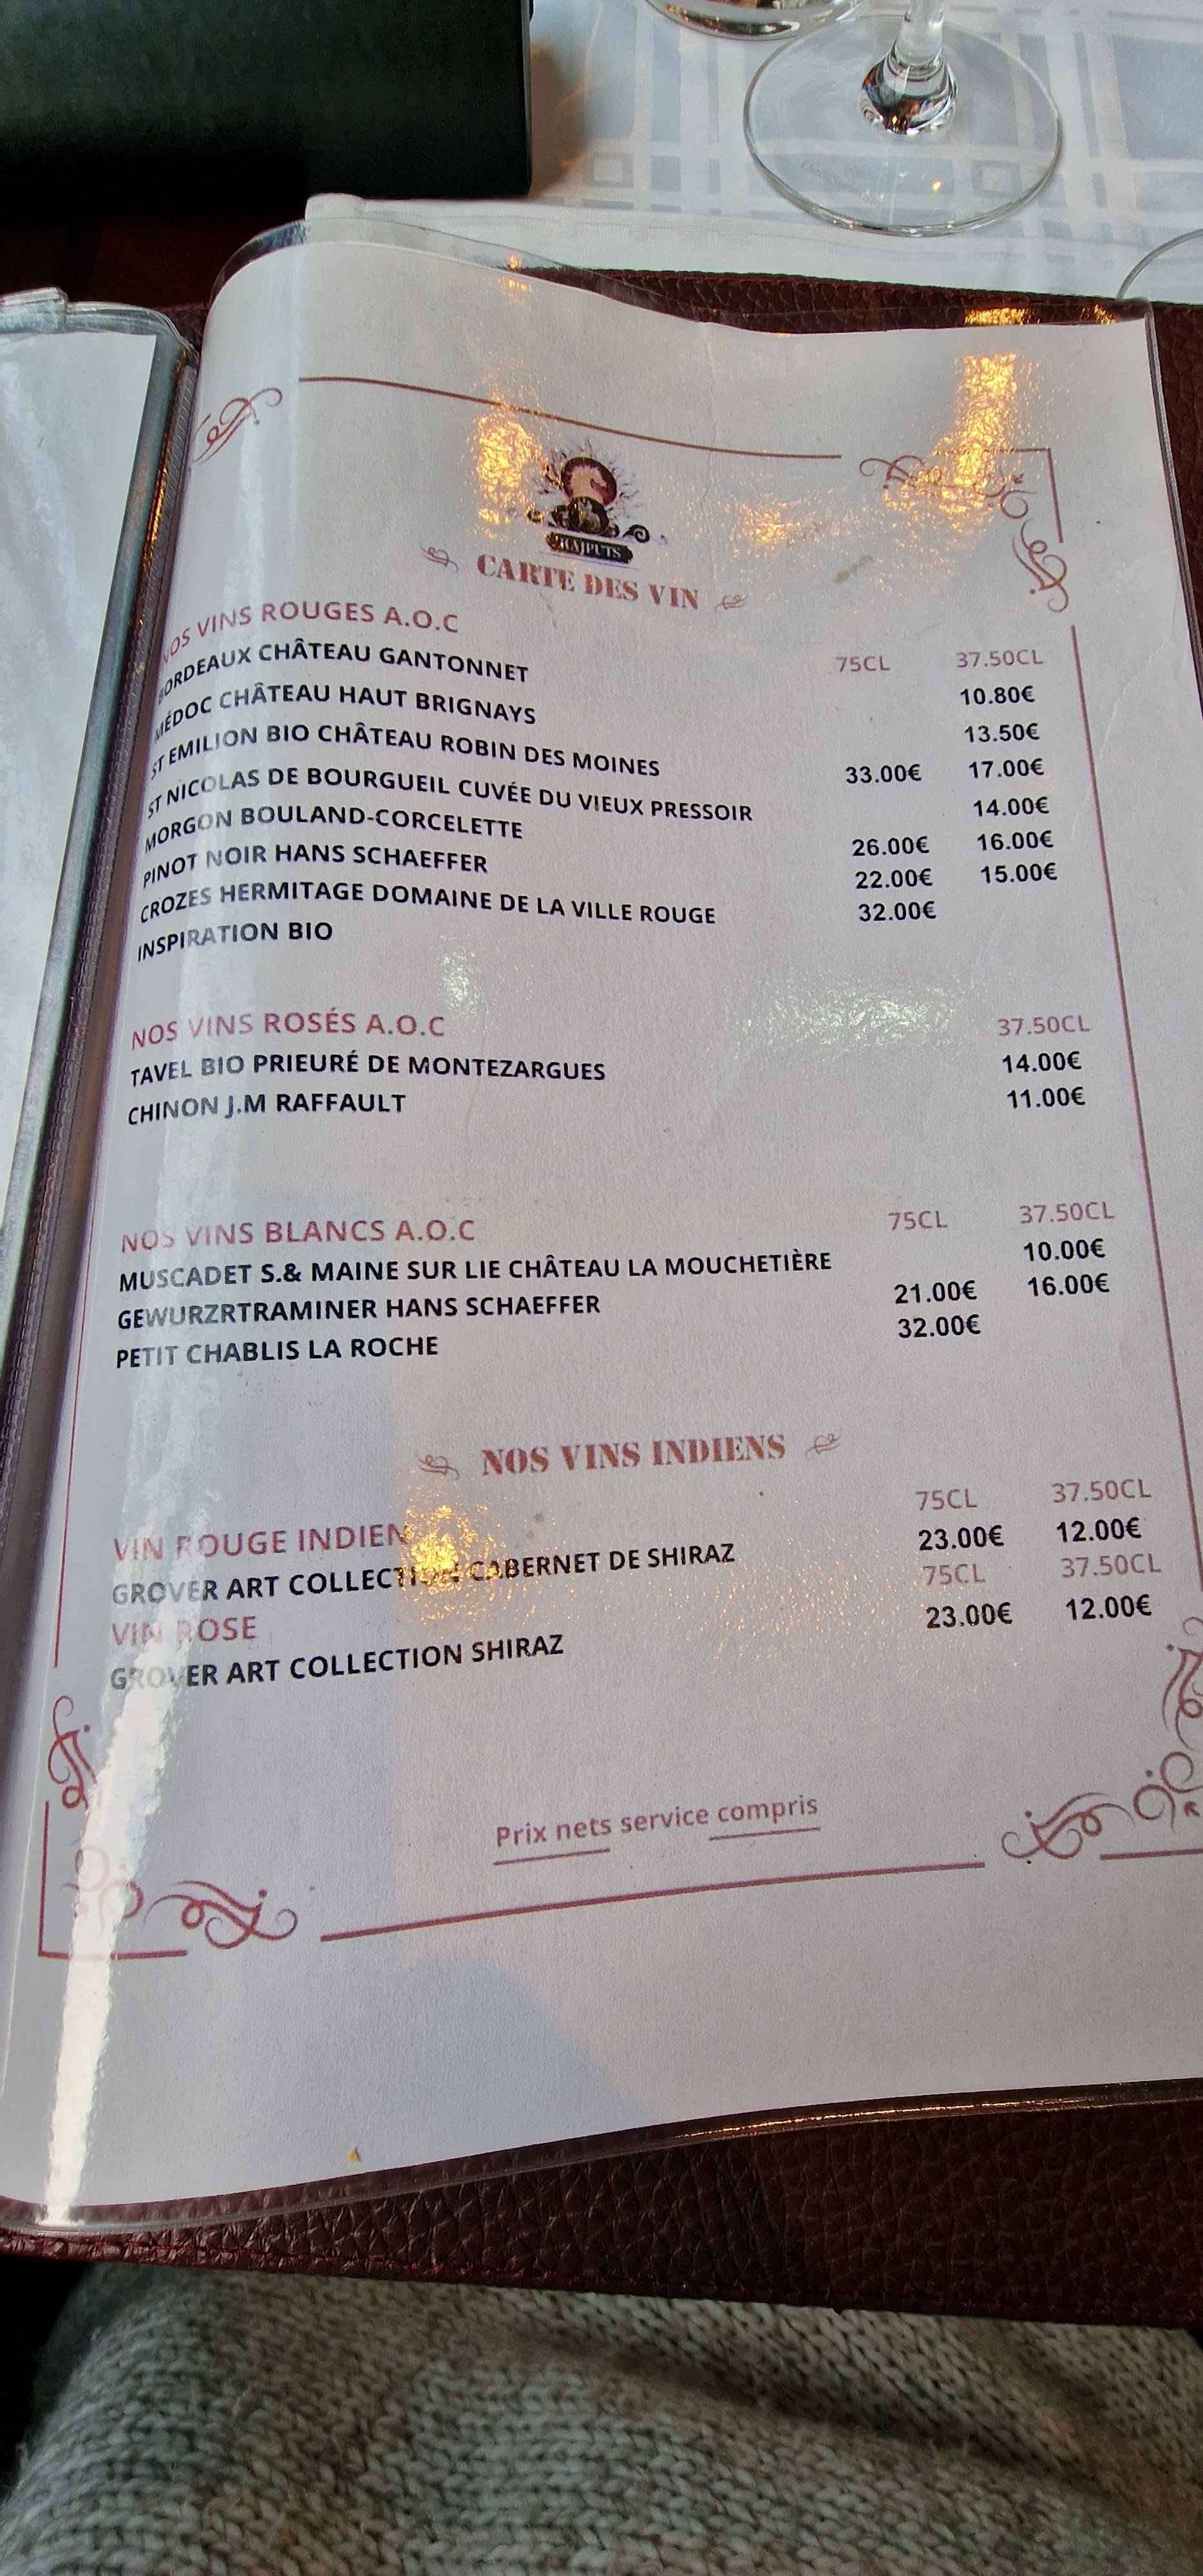 RAJPUTS
CARTE DES VIN
NOS VINS ROUGES A.O.C
75CL 37.50CL
BORDEAUX CHÂTEAU GANTONNET 10.80€
MÉDOC CHÂTEAU HAUT BRIGNAYS 13.50€
ST EMILION BIO CHÂTEAU ROBIN DES MOINES 33.00€ 17.00€
ST NICOLAS DE BOURGUEIL CUVÉE DU VIEUX PRESSOIR 14.00€
MORGON BOULAND-CORCELETTE 26.00€ 16.00€
PINOT NOIR HANS SCHAEFFER 22.00€ 15.00€
CROZES HERMITAGE DOMAINE DE LA VILLE ROUGE 32.00€
INSPIRATION BIO
NOS VINS ROSÉS A.O.C 37.50CL
TAVEL BIO PRIEURÉ DE MONTEZARGUES 14.00€
CHINON J.M RAFFAULT 11.00€
NOS VINS BLANCS A.O.C 75CL 37.50CL
MUSCADET S.& MAINE SUR LIE CHÂTEAU LA MOUCHETIÈRE 10.00€
GEWURZRTRAMINER HANS SCHAEFFER 21.00€ 16.00€
PETIT CHABLIS LA ROCHE 32.00€
NOS VINS INDIENS
VIN ROUGE INDIEN 75CL 37.50CL
GROVER ART COLLECTION CABERNET DE SHIRAZ 23.00€ 12.00€
VIN ROSE 75CL 37.50CL
GROVER ART COLLECTION SHIRAZ 23.00€ 12.00€
Prix nets service compris